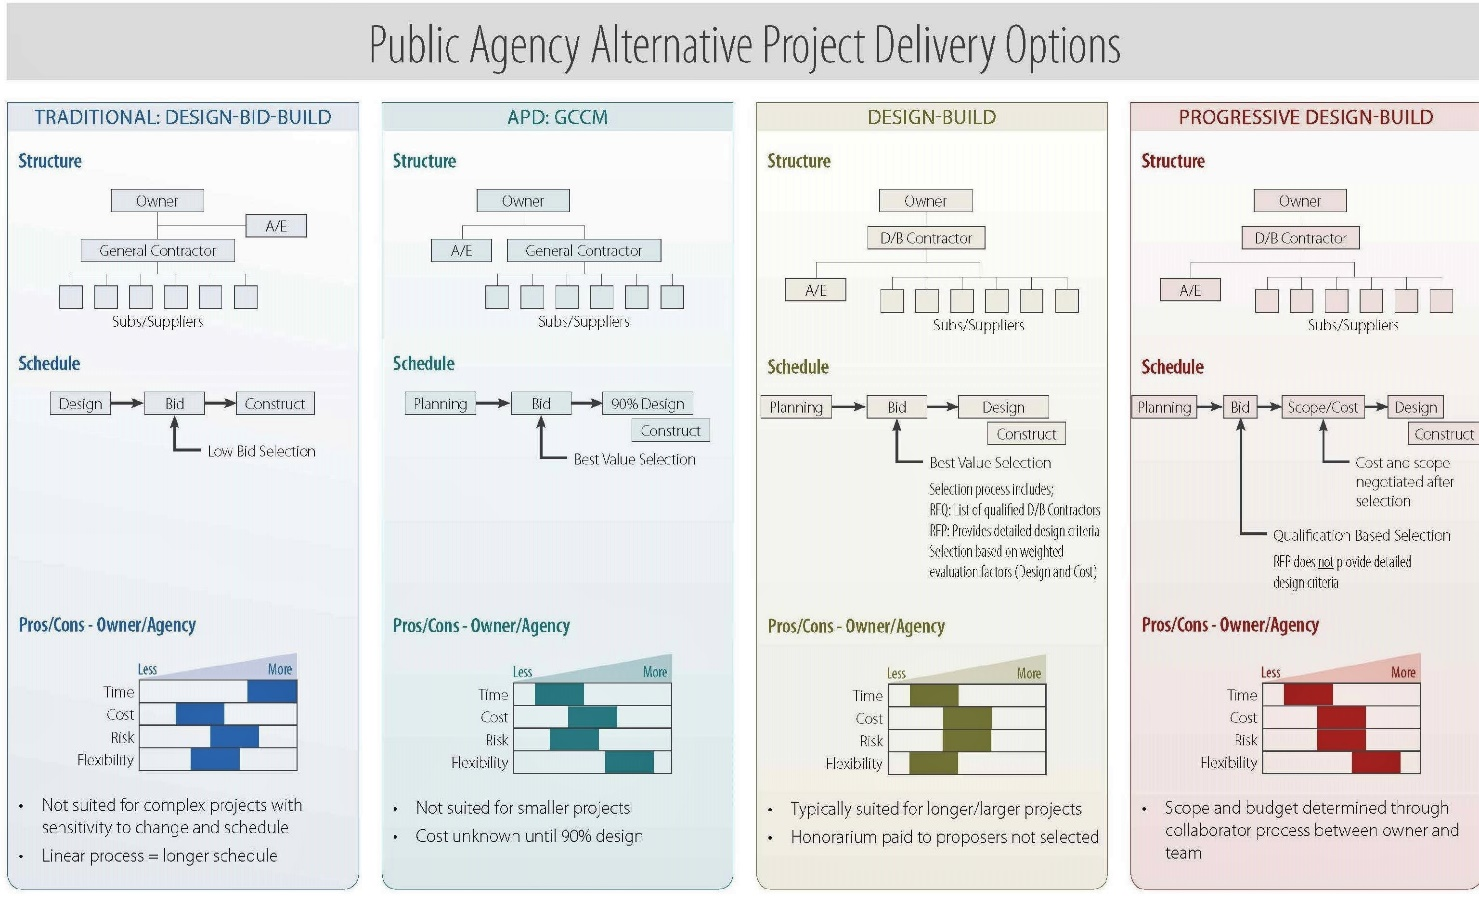 Public Agency Alternative Project Delivery Options
TRADITIONAL: DESIGN-BID-BUILD
Structure
Owner
A/E
General Contractor
Subs/Suppliers
Schedule
Design
Bid
Construct
Low Bid Selection
Pros/Cons - Owner/Agency
Less
More
Time
Cost
Risk
Flexibility
• Not suited for complex projects with
sensitivity to change and schedule
• Linear process = longer schedule
APD: GCCM
Structure
Owner
A/E
General Contractor
Subs/Suppliers
Schedule
Planning
Bid
90% Design
Construct
Best Value Selection
Pros/Cons - Owner/Agency
Less
More
Time
Cost
Risk
Flexibility
• Not suited for smaller projects
• Cost unknown until 90% design
DESIGN-BUILD
Structure
Owner
D/B Contractor
A/E
Subs/Suppliers
Schedule
Planning
Bid
Design
Construct
Best Value Selection
Selection process includes;
RFQ: List of qualified D/B Contractors
RFP: Provides detailed design criteria
Selection based on weighted
evaluation factors (Design and Cost)
Pros/Cons - Owner/Agency
Less
More
Time
Cost
Risk
Flexibility
• Typically suited for longer/larger projects
• Honorarium paid to proposers not selected
PROGRESSIVE DESIGN-BUILD
Structure
Owner
D/B Contractor
A/E
Subs/Suppliers
Schedule
Planning
Bid
Scope/Cost
Design
Construct
Cost and scope
negotiated after
selection
Qualification Based Selection
RFP does not provide detailed
design criteria
Pros/Cons - Owner/Agency
Less
More
Time
Cost
Risk
Flexibility
• Scope and budget determined through
collaborator process between owner and
team